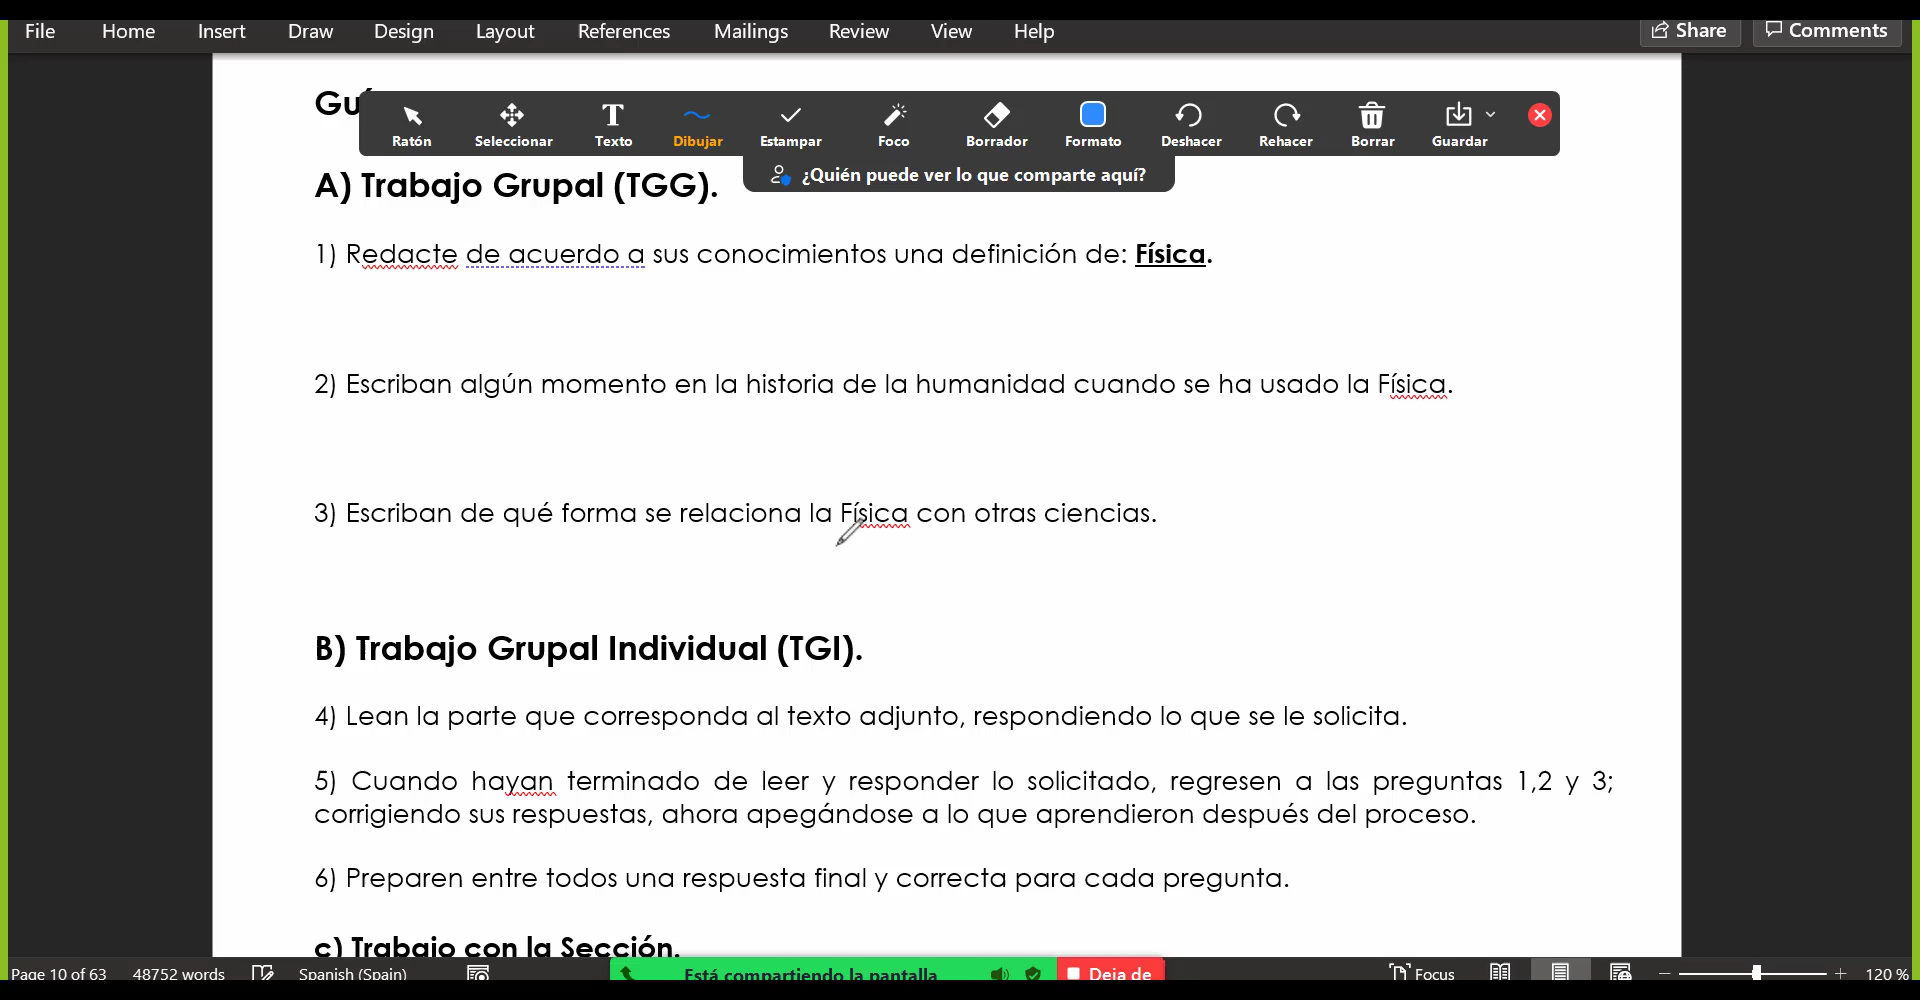 File Home Insert Draw Design Layout References Mailings Review View Help Share Comments
Ratón Seleccionar Texto Dibujar Estampar Foco Borrador Formato Deshacer Rehacer Borrar Guardar
¿Quién puede ver lo que comparte aquí?
A) Trabajo Grupal (TGG).
1) Redacte de acuerdo a sus conocimientos una definición de: Física.
2) Escriban algún momento en la historia de la humanidad cuando se ha usado la Física.
3) Escriban de qué forma se relaciona la Física con otras ciencias.
B) Trabajo Grupal Individual (TGI).
4) Lean la parte que corresponda al texto adjunto, respondiendo lo que se le solicita.
5) Cuando hayan terminado de leer y responder lo solicitado, regresen a las preguntas 1,2 y 3;
corrigiendo sus respuestas, ahora apegándose a lo que aprendieron después del proceso.
6) Preparen entre todos una respuesta final y correcta para cada pregunta.
c) Trabajo con la Sección.
Page 10 of 63 48752 words Spanish (Spain) Está compartiendo la pantalla Deja de Focus 120 %